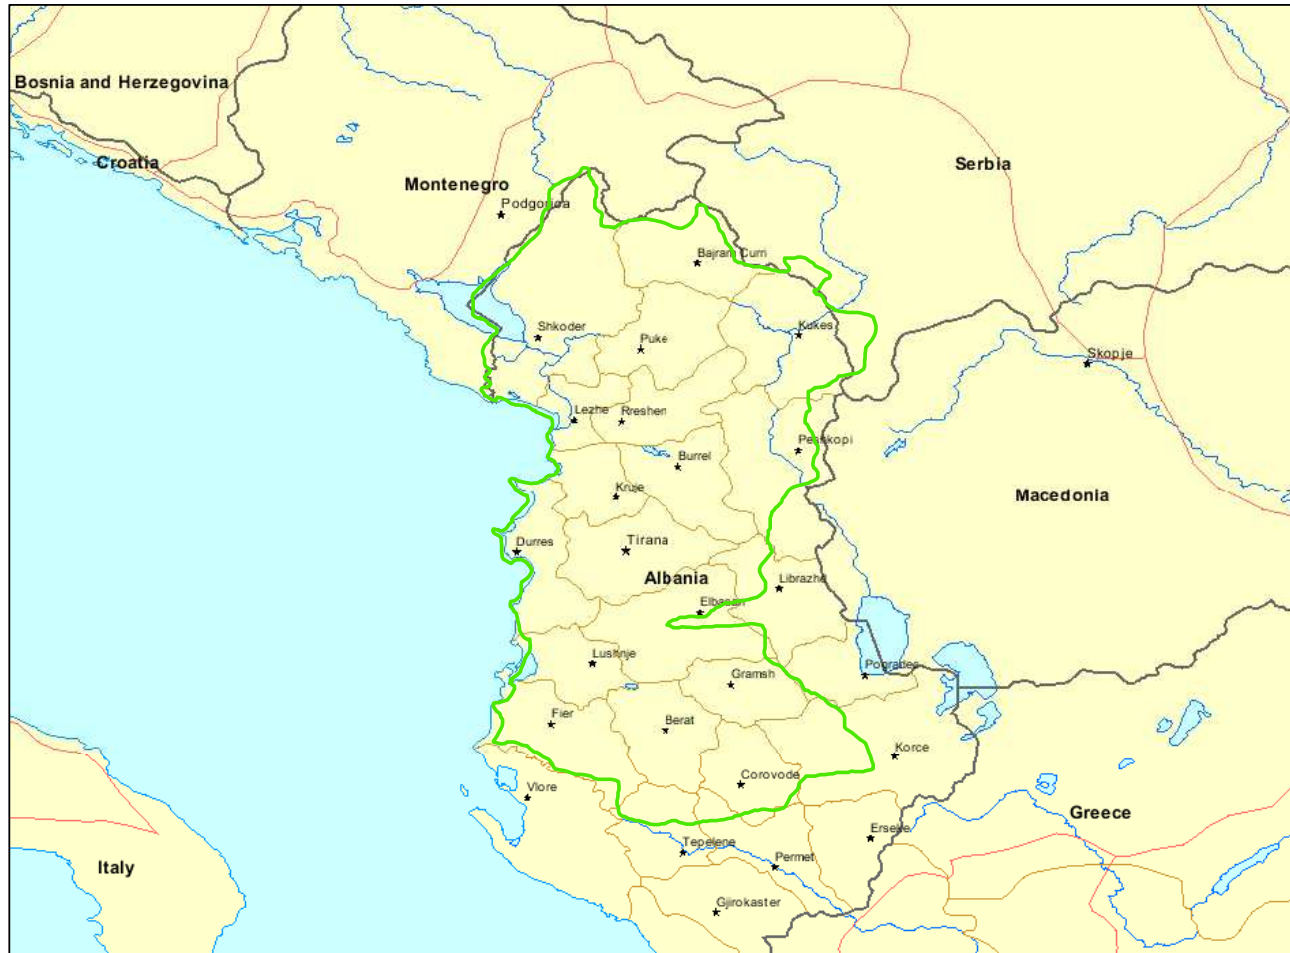 Bosnia and Herzegovina
Croatia
Serbia
Montenegro
Podgorica
Bajram Curri
Shkoder
Kukes
Puke
Skopje
Lezhe
Rreshen
Peshkopi
Burrel
Kruje
Macedonia
Durres
Tirana
Albania
Librazhd
Elbasan
Lushnje
Pogradec
Gramsh
Fier
Berat
Korce
Corovode
Vlore
Greece
Erseke
Tepelene
Permet
Italy
Gjirokaster